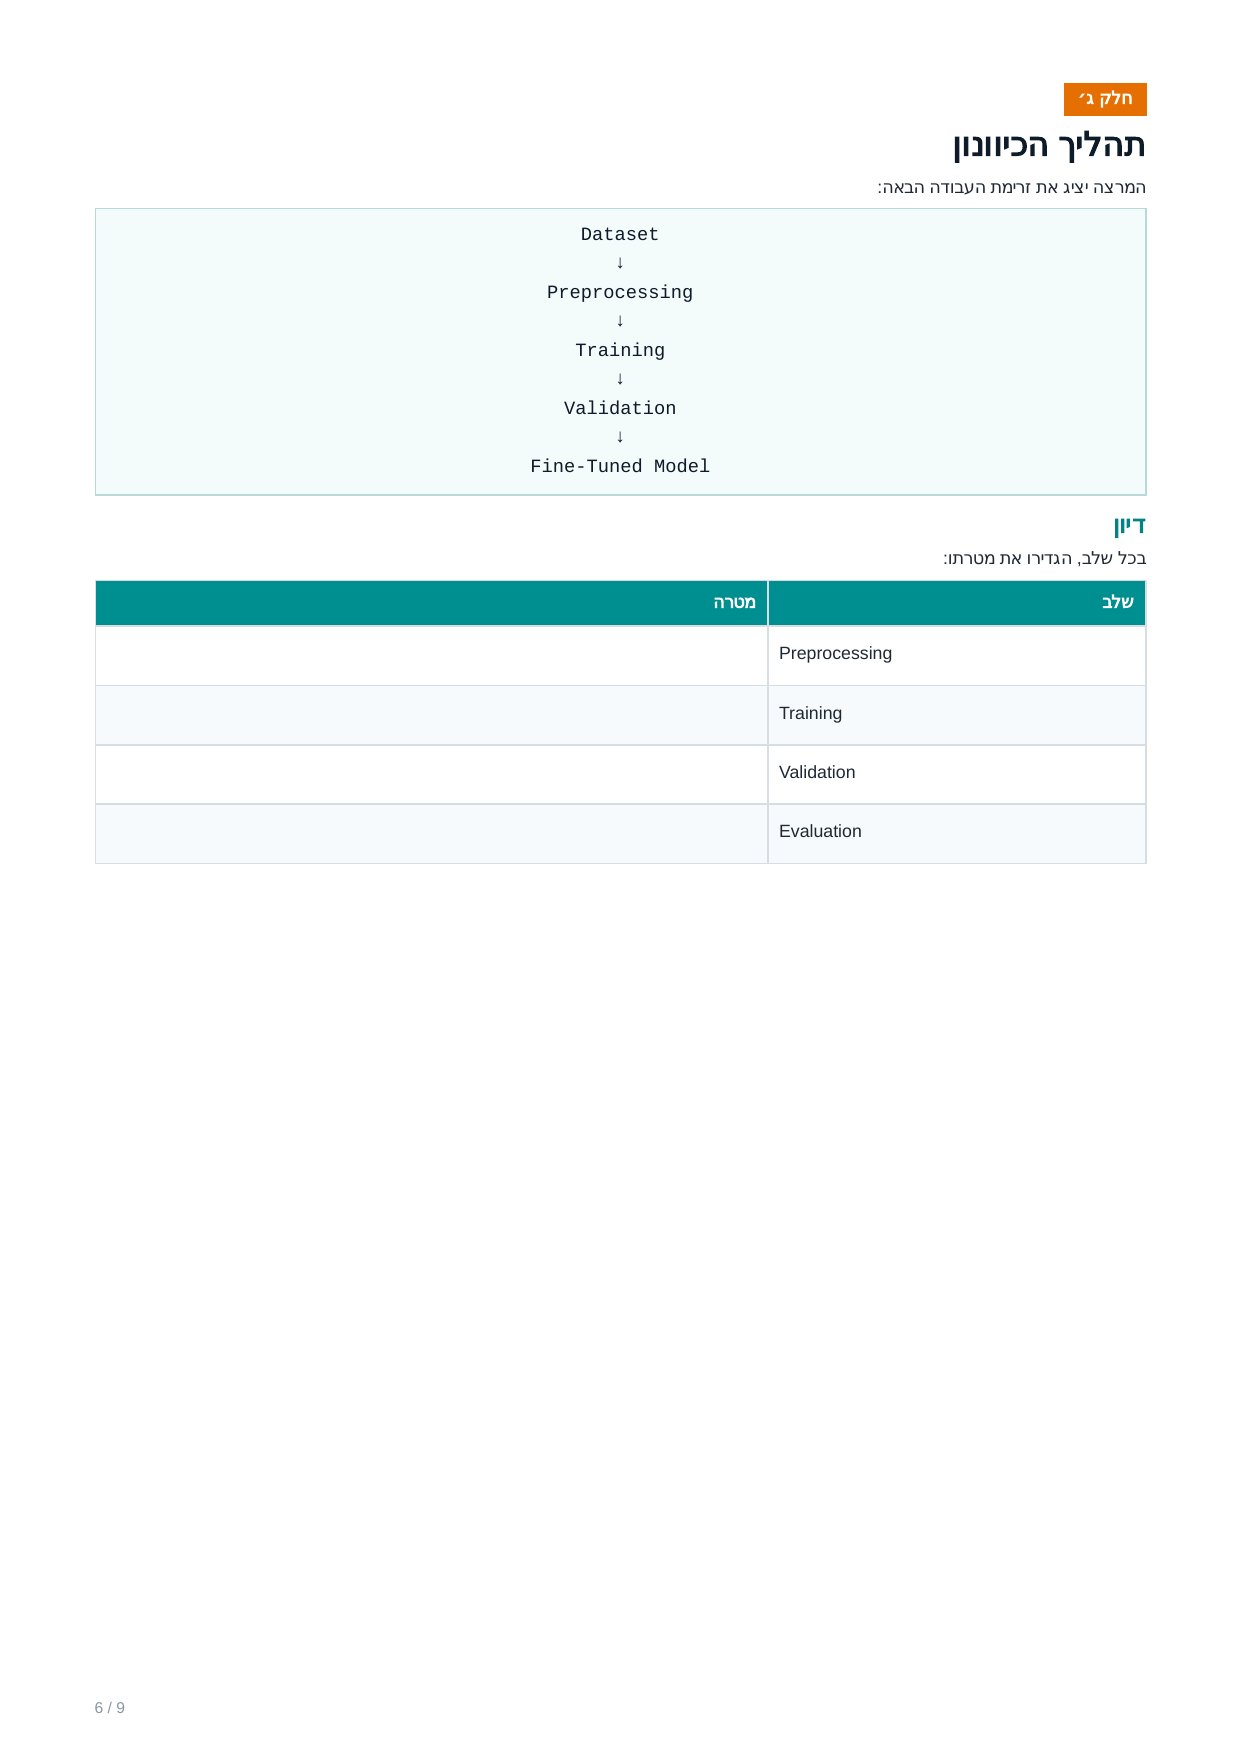 חלק ג׳
תהליך הכיוונון
המרצה יציג את זרימת העבודה הבאה:
Dataset
↓
Preprocessing
↓
Training
↓
Validation
↓
Fine-Tuned Model
דיון
בכל שלב, הגדירו את מטרתו:
שלב מטרה
Preprocessing
Training
Validation
Evaluation
6 / 9